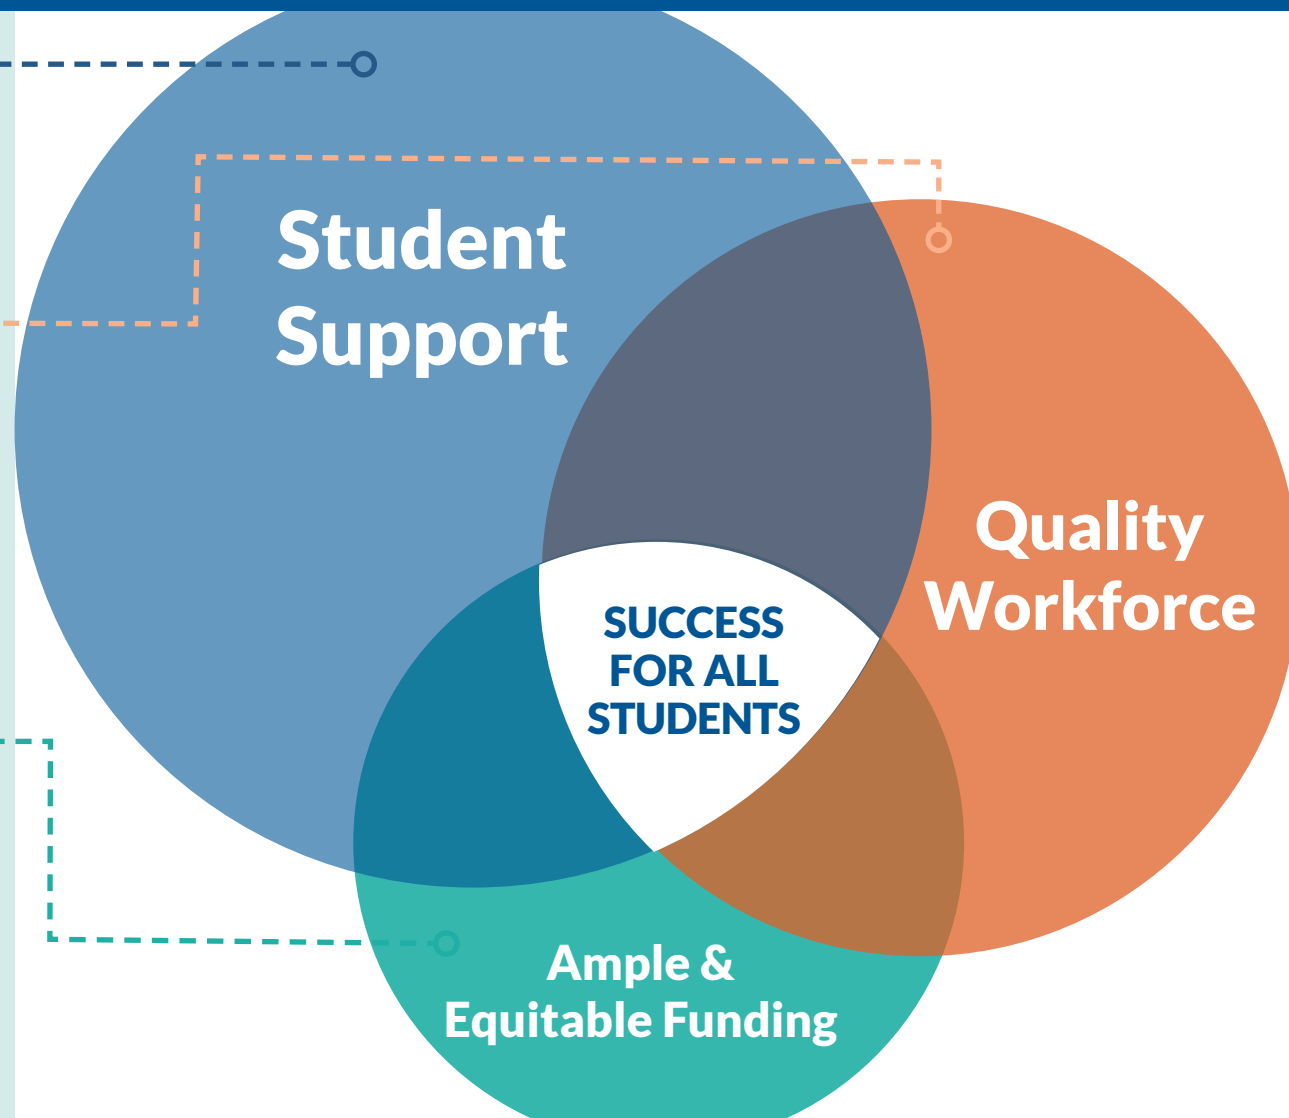 Student
Support
Quality
Workforce
SUCCESS
FOR ALL
STUDENTS
Ample &
Equitable Funding